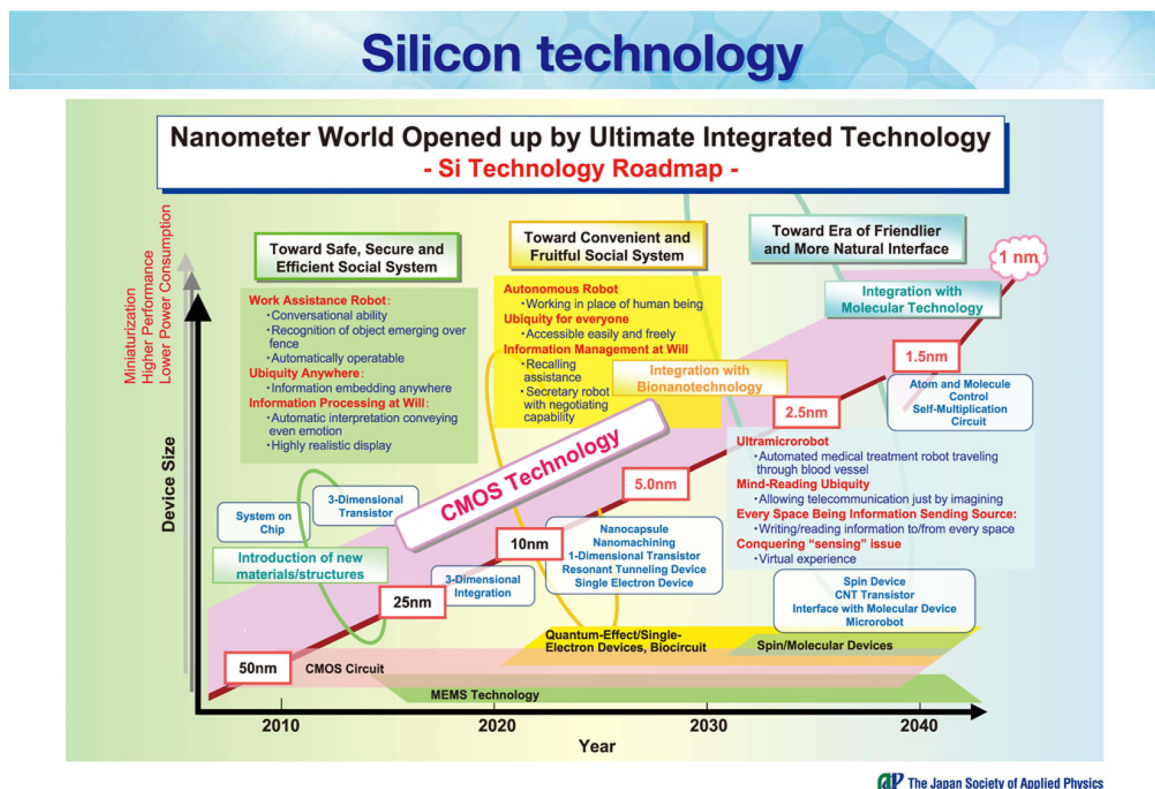 Silicon technology
Nanometer World Opened up by Ultimate Integrated Technology
- Si Technology Roadmap -
Miniaturization
Higher Performance
Lower Power Consumption
Device Size
Toward Safe, Secure and
Efficient Social System
Work Assistance Robot:
・Conversational ability
・Recognition of object emerging over
fence
・Automatically operatable
Ubiquity Anywhere:
・Information embedding anywhere
Information Processing at Will:
・Automatic interpretation conveying
even emotion
・Highly realistic display
Toward Convenient and
Fruitful Social System
Autonomous Robot
・Working in place of human being
Ubiquity for everyone
・Accessible easily and freely
Information Management at Will
・Recalling
assistance
・Secretary robot
with negotiating
capability
Toward Era of Friendlier
and More Natural Interface
1 nm
Integration with
Molecular Technology
1.5nm
Integration with
Bionanotechnology
2.5nm
Atom and Molecule
Control
Self-Multiplication
Circuit
CMOS Technology
5.0nm
Ultramicrorobot
・Automated medical treatment robot traveling
through blood vessel
Mind-Reading Ubiquity
・Allowing telecommunication just by imagining
Every Space Being Information Sending Source:
・Writing/reading information to/from every space
Conquering “sensing” issue
・Virtual experience
3-Dimensional
Transistor
System on
Chip
Introduction of new
materials/structures
10nm
Nanocapsule
Nanomachining
1-Dimensional Transistor
Resonant Tunneling Device
Single Electron Device
3-Dimensional
Integration
25nm
Spin Device
CNT Transistor
Interface with Molecular Device
Microrobot
50nm
CMOS Circuit
Quantum-Effect/Single-
Electron Devices, Biocircuit
Spin/Molecular Devices
MEMS Technology
2010
2020
2030
2040
Year
The Japan Society of Applied Physics